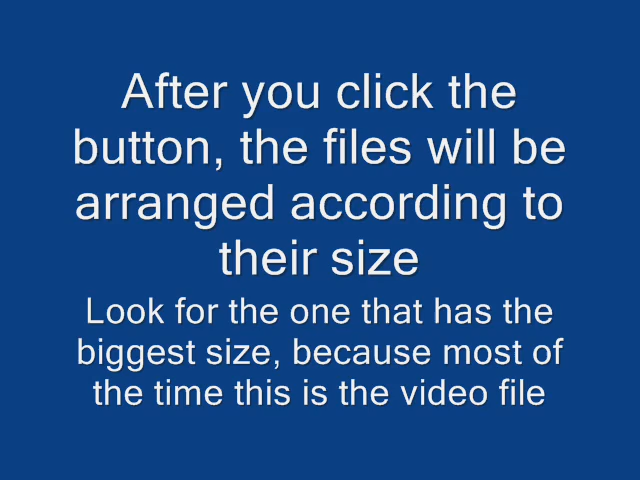 After you click the
button, the files will be
arranged according to
their size
Look for the one that has the
biggest size, because most of
the time this is the video file